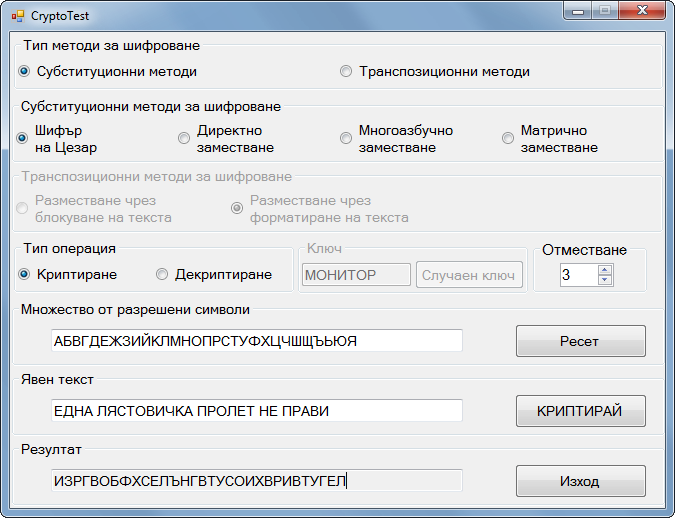 CryptoTest
Тип методи за шифроване
Субституционни методи
Транспозиционни методи
Субституционни методи за шифроване
Шифър
на Цезар
Директно
заместване
Многоазбучно
заместване
Матрично
заместване
Транспозиционни методи за шифроване
Разместване чрез
блокуване на текста
Разместване чрез
форматиране на текста
Тип операция
Криптиране
Декриптиране
Ключ
МОНИТОР
Случаен ключ
Отместване
3
Множество от разрешени символи
АБВГДЕЖЗИЙКЛМНОПРСТУФХЦЧШЩЪЬЮЯ
Ресет
Явен текст
ЕДНА ЛЯСТОВИЧКА ПРОЛЕТ НЕ ПРАВИ
КРИПТИРАЙ
Резултат
ИЗРГВОБФХСЕЛЪНГВТУСОИХВРИВТУГЕЛ
Изход